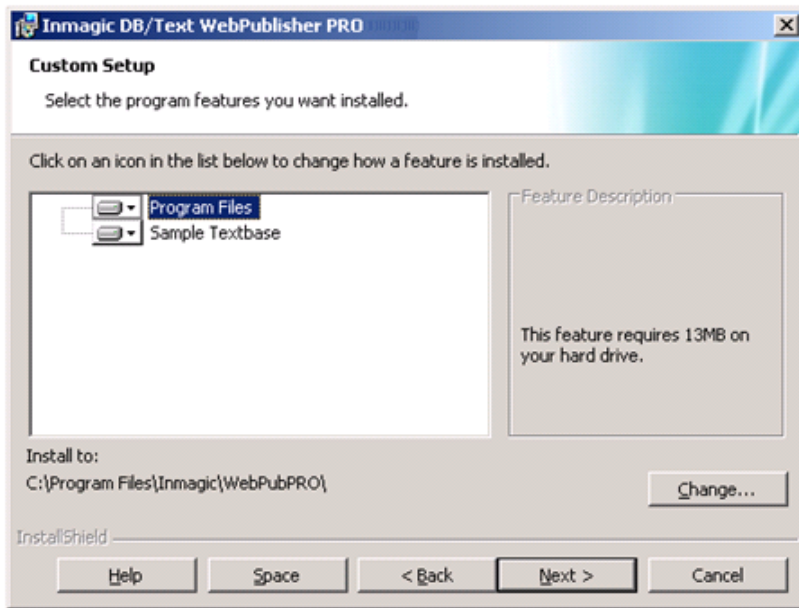 Inmagic DB/Text WebPublisher PRO
Custom Setup
Select the program features you want installed.
Click on an icon in the list below to change how a feature is installed.
Program Files
Sample Textbase
Feature Description
This feature requires 13MB on
your hard drive.
Install to:
C:\Program Files\Inmagic\WebPubPRO\
Change...
InstallShield
Help
Space
< Back
Next >
Cancel